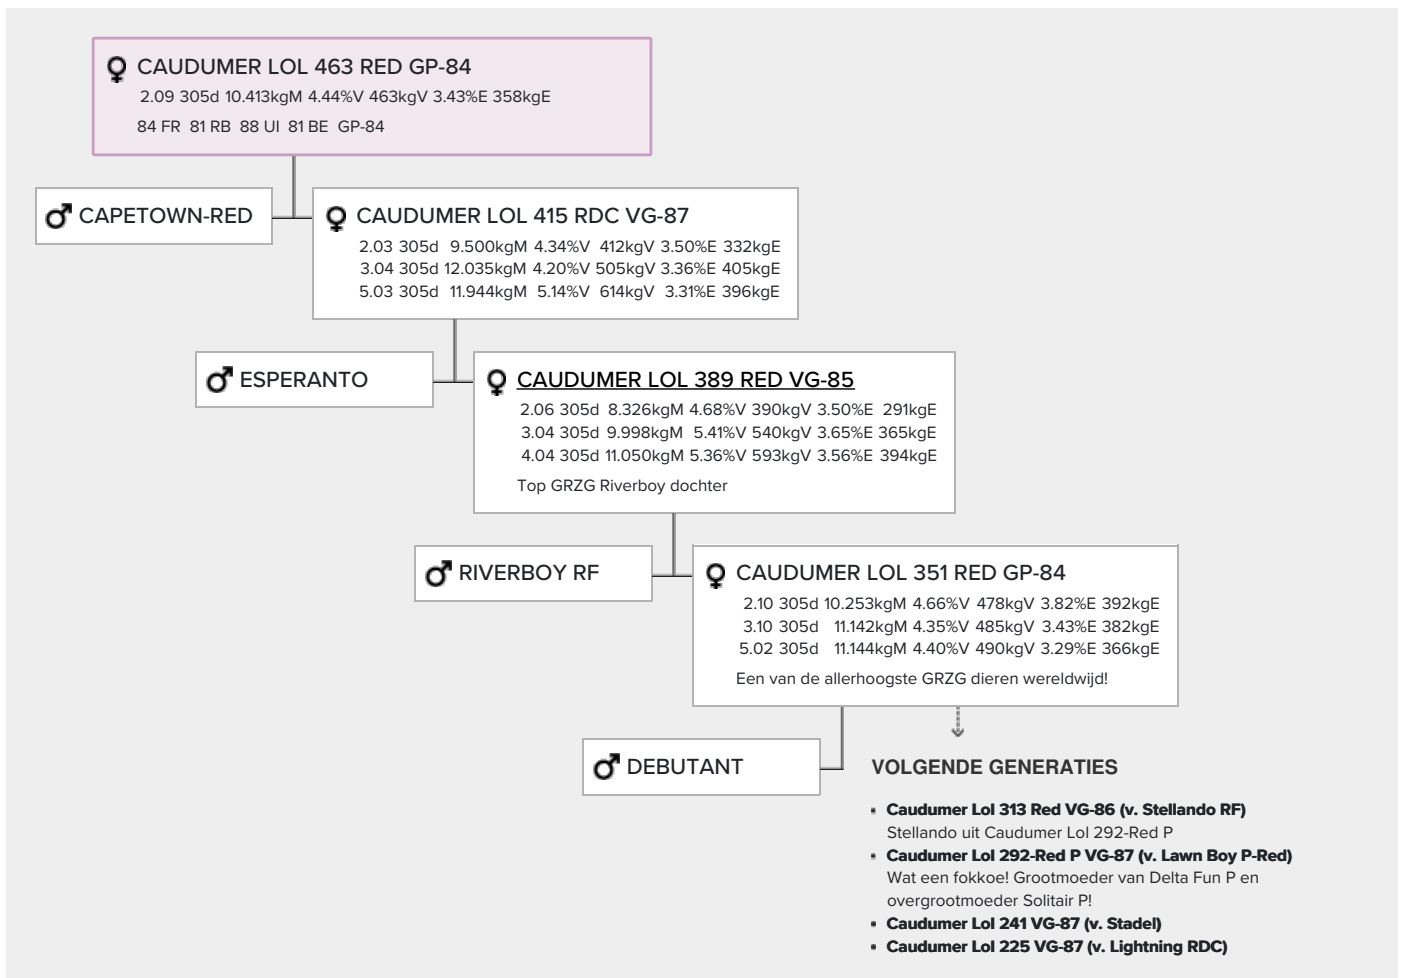 CAUDUMER LOL 463 RED GP-84
2.09 305d 10.413kgM 4.44%V 463kgV 3.43%E 358kgE
84 FR 81 RB 88 UI 81 BE GP-84
CAPETOWN-RED
CAUDUMER LOL 415 RDC VG-87
2.03 305d 9.500kgM 4.34%V 412kgV 3.50%E 332kgE
3.04 305d 12.035kgM 4.20%V 505kgV 3.36%E 405kgE
5.03 305d 11.944kgM 5.14%V 614kgV 3.31%E 396kgE
ESPERANTO
CAUDUMER LOL 389 RED VG-85
2.06 305d 8.326kgM 4.68%V 390kgV 3.50%E 291kgE
3.04 305d 9.998kgM 5.41%V 540kgV 3.65%E 365kgE
4.04 305d 11.050kgM 5.36%V 593kgV 3.56%E 394kgE
Top GRZG Riverboy dochter
RIVERBOY RF
CAUDUMER LOL 351 RED GP-84
2.10 305d 10.253kgM 4.66%V 478kgV 3.82%E 392kgE
3.10 305d 11.142kgM 4.35%V 485kgV 3.43%E 382kgE
5.02 305d 11.144kgM 4.40%V 490kgV 3.29%E 366kgE
Een van de allerhoogste GRZG dieren wereldwijd!
DEBUTANT
VOLGENDE GENERATIES
▪ Caudumer Lol 313 Red VG-86 (v. Stellando RF)
Stellando uit Caudumer Lol 292-Red P
▪ Caudumer Lol 292-Red P VG-87 (v. Lawn Boy P-Red)
Wat een fokkoe! Grootmoeder van Delta Fun P en
overgrootmoeder Solitair P!
▪ Caudumer Lol 241 VG-87 (v. Stadel)
▪ Caudumer Lol 225 VG-87 (v. Lightning RDC)